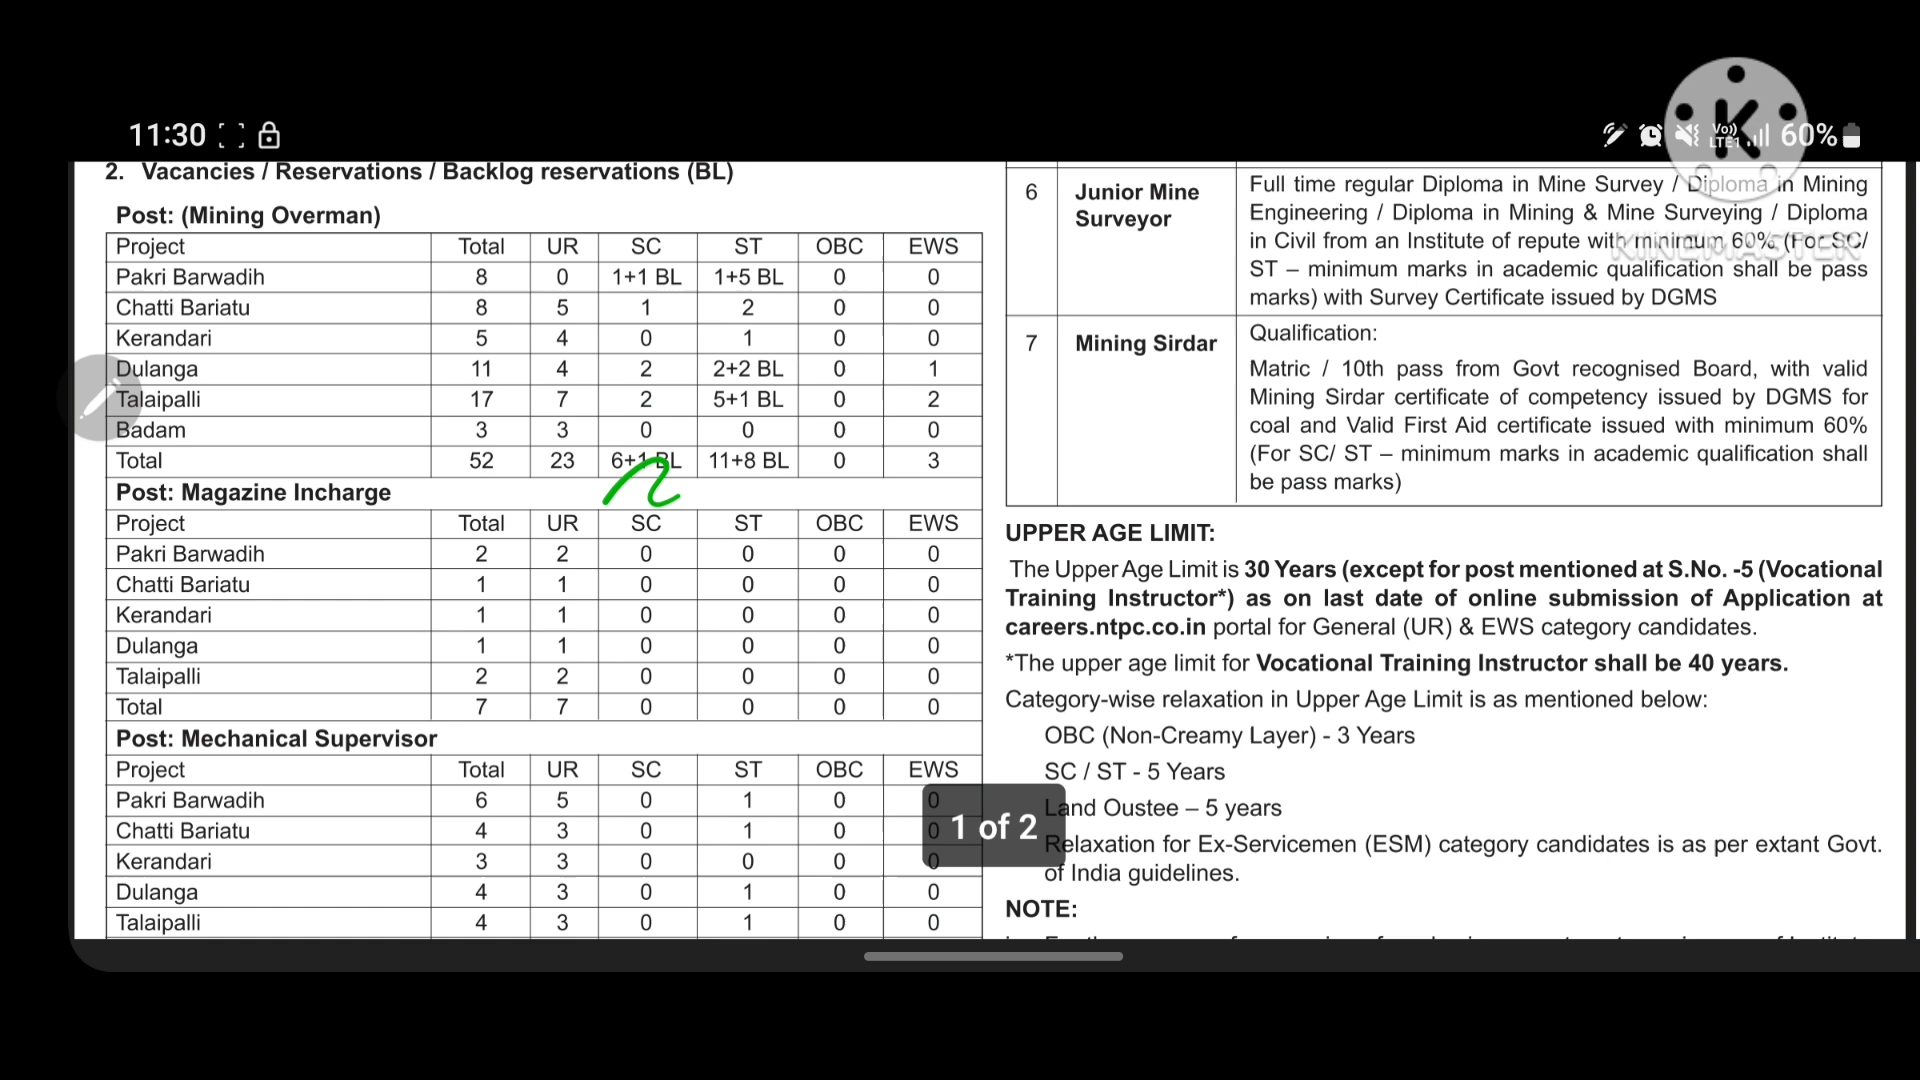 11:30
Vo))
LTE1
60%
K
KINEMASTER
2. Vacancies / Reservations / Backlog reservations (BL)
Post: (Mining Overman)
Project Total UR SC ST OBC EWS
Pakri Barwadih 8 0 1+1 BL 1+5 BL 0 0
Chatti Bariatu 8 5 1 2 0 0
Kerandari 5 4 0 1 0 0
Dulanga 11 4 2 2+2 BL 0 1
Talaipalli 17 7 2 5+1 BL 0 2
Badam 3 3 0 0 0 0
Total 52 23 6+1 BL 11+8 BL 0 3
Post: Magazine Incharge
Project Total UR SC ST OBC EWS
Pakri Barwadih 2 2 0 0 0 0
Chatti Bariatu 1 1 0 0 0 0
Kerandari 1 1 0 0 0 0
Dulanga 1 1 0 0 0 0
Talaipalli 2 2 0 0 0 0
Total 7 7 0 0 0 0
Post: Mechanical Supervisor
Project Total UR SC ST OBC EWS
Pakri Barwadih 6 5 0 1 0 0
Chatti Bariatu 4 3 0 1 0 0
Kerandari 3 3 0 0 0 0
Dulanga 4 3 0 1 0 0
Talaipalli 4 3 0 1 0 0
1 of 2
6 Junior Mine Surveyor
Full time regular Diploma in Mine Survey / Diploma in Mining
Engineering / Diploma in Mining & Mine Surveying / Diploma
in Civil from an Institute of repute with minimum 60% (For SC/
ST – minimum marks in academic qualification shall be pass
marks) with Survey Certificate issued by DGMS
7 Mining Sirdar
Qualification:
Matric / 10th pass from Govt recognised Board, with valid
Mining Sirdar certificate of competency issued by DGMS for
coal and Valid First Aid certificate issued with minimum 60%
(For SC/ ST – minimum marks in academic qualification shall
be pass marks)
UPPER AGE LIMIT:
The Upper Age Limit is 30 Years (except for post mentioned at S.No. -5 (Vocational
Training Instructor*) as on last date of online submission of Application at
careers.ntpc.co.in portal for General (UR) & EWS category candidates.
*The upper age limit for Vocational Training Instructor shall be 40 years.
Category-wise relaxation in Upper Age Limit is as mentioned below:
OBC (Non-Creamy Layer) - 3 Years
SC / ST - 5 Years
Land Oustee – 5 years
Relaxation for Ex-Servicemen (ESM) category candidates is as per extant Govt.
of India guidelines.
NOTE: